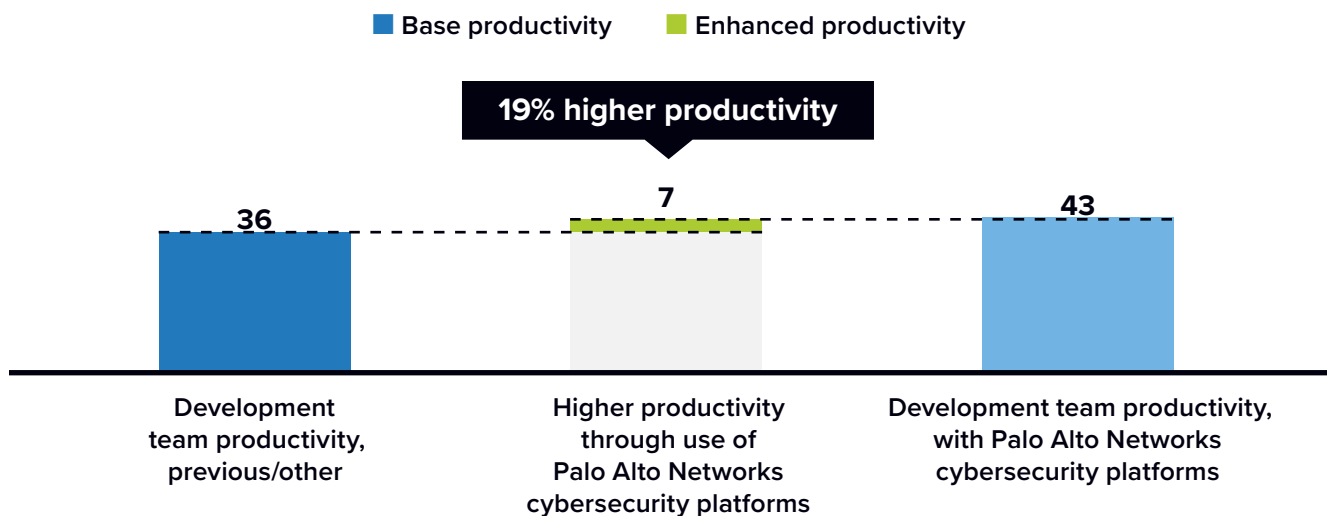 Base productivity
Enhanced productivity
19% higher productivity
36
7
43
Development
team productivity,
previous/other
Higher productivity
through use of
Palo Alto Networks
cybersecurity platforms
Development team productivity,
with Palo Alto Networks
cybersecurity platforms